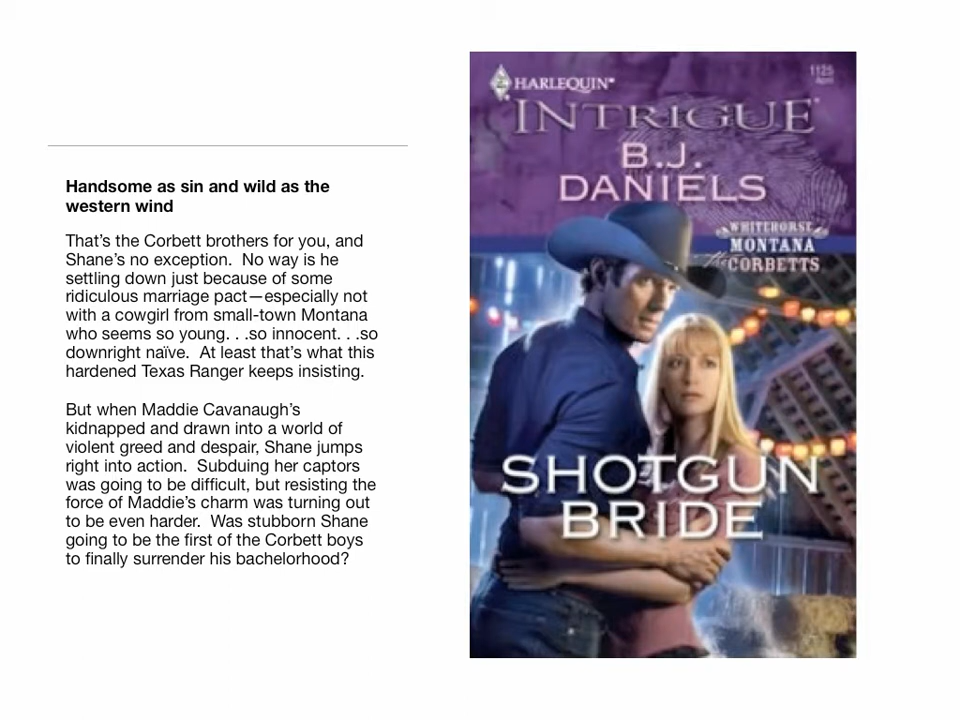 Handsome as sin and wild as the
western wind
That's the Corbett brothers for you, and
Shane's no exception.  No way is he
settling down just because of some
ridiculous marriage pact—especially not
with a cowgirl from small-town Montana
who seems so young. . .so innocent. . .so
downright naïve.  At least that's what this
hardened Texas Ranger keeps insisting.
But when Maddie Cavanaugh's
kidnapped and drawn into a world of
violent greed and despair, Shane jumps
right into action.  Subduing her captors
was going to be difficult, but resisting the
force of Maddie's charm was turning out
to be even harder.  Was stubborn Shane
going to be the first of the Corbett boys
to finally surrender his bachelorhood?
HARLEQUIN®
1125
April
INTRIGUE®
B.J.
DANIELS
WHITEHORSE
MONTANA
The CORBETTS
SHOTGUN
BRIDE